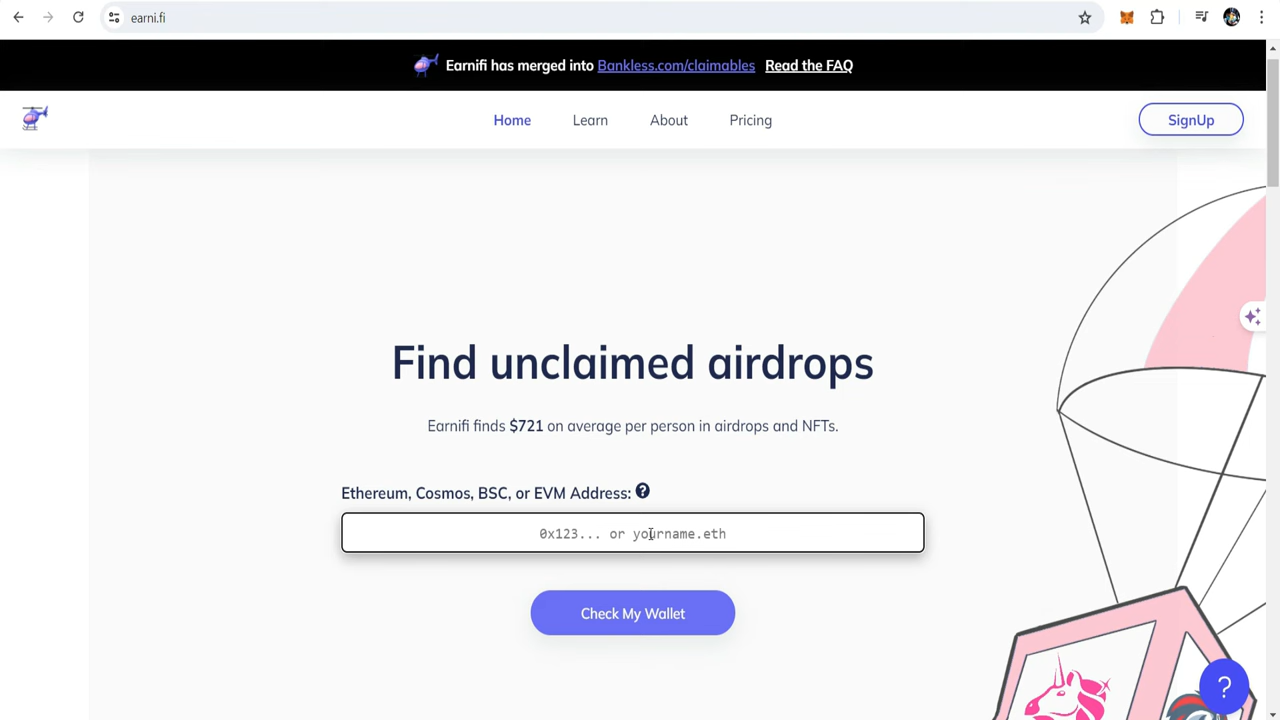 earni.fi
Earnifi has merged into Bankless.com/claimables Read the FAQ
Home Learn About Pricing SignUp
Find unclaimed airdrops
Earnifi finds $721 on average per person in airdrops and NFTs.
Ethereum, Cosmos, BSC, or EVM Address: ?
0x123... or yourname.eth
Check My Wallet
?